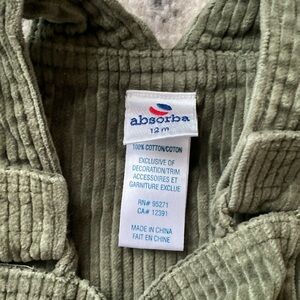 absorba
12m
100% COTTON/COTON
EXCLUSIVE OF
DECORATION/TRIM
ACCESSOIRES ET
GARNITURE EXCLUE
RN# 95271
CA# 12391
MADE IN CHINA
FAIT EN CHINE